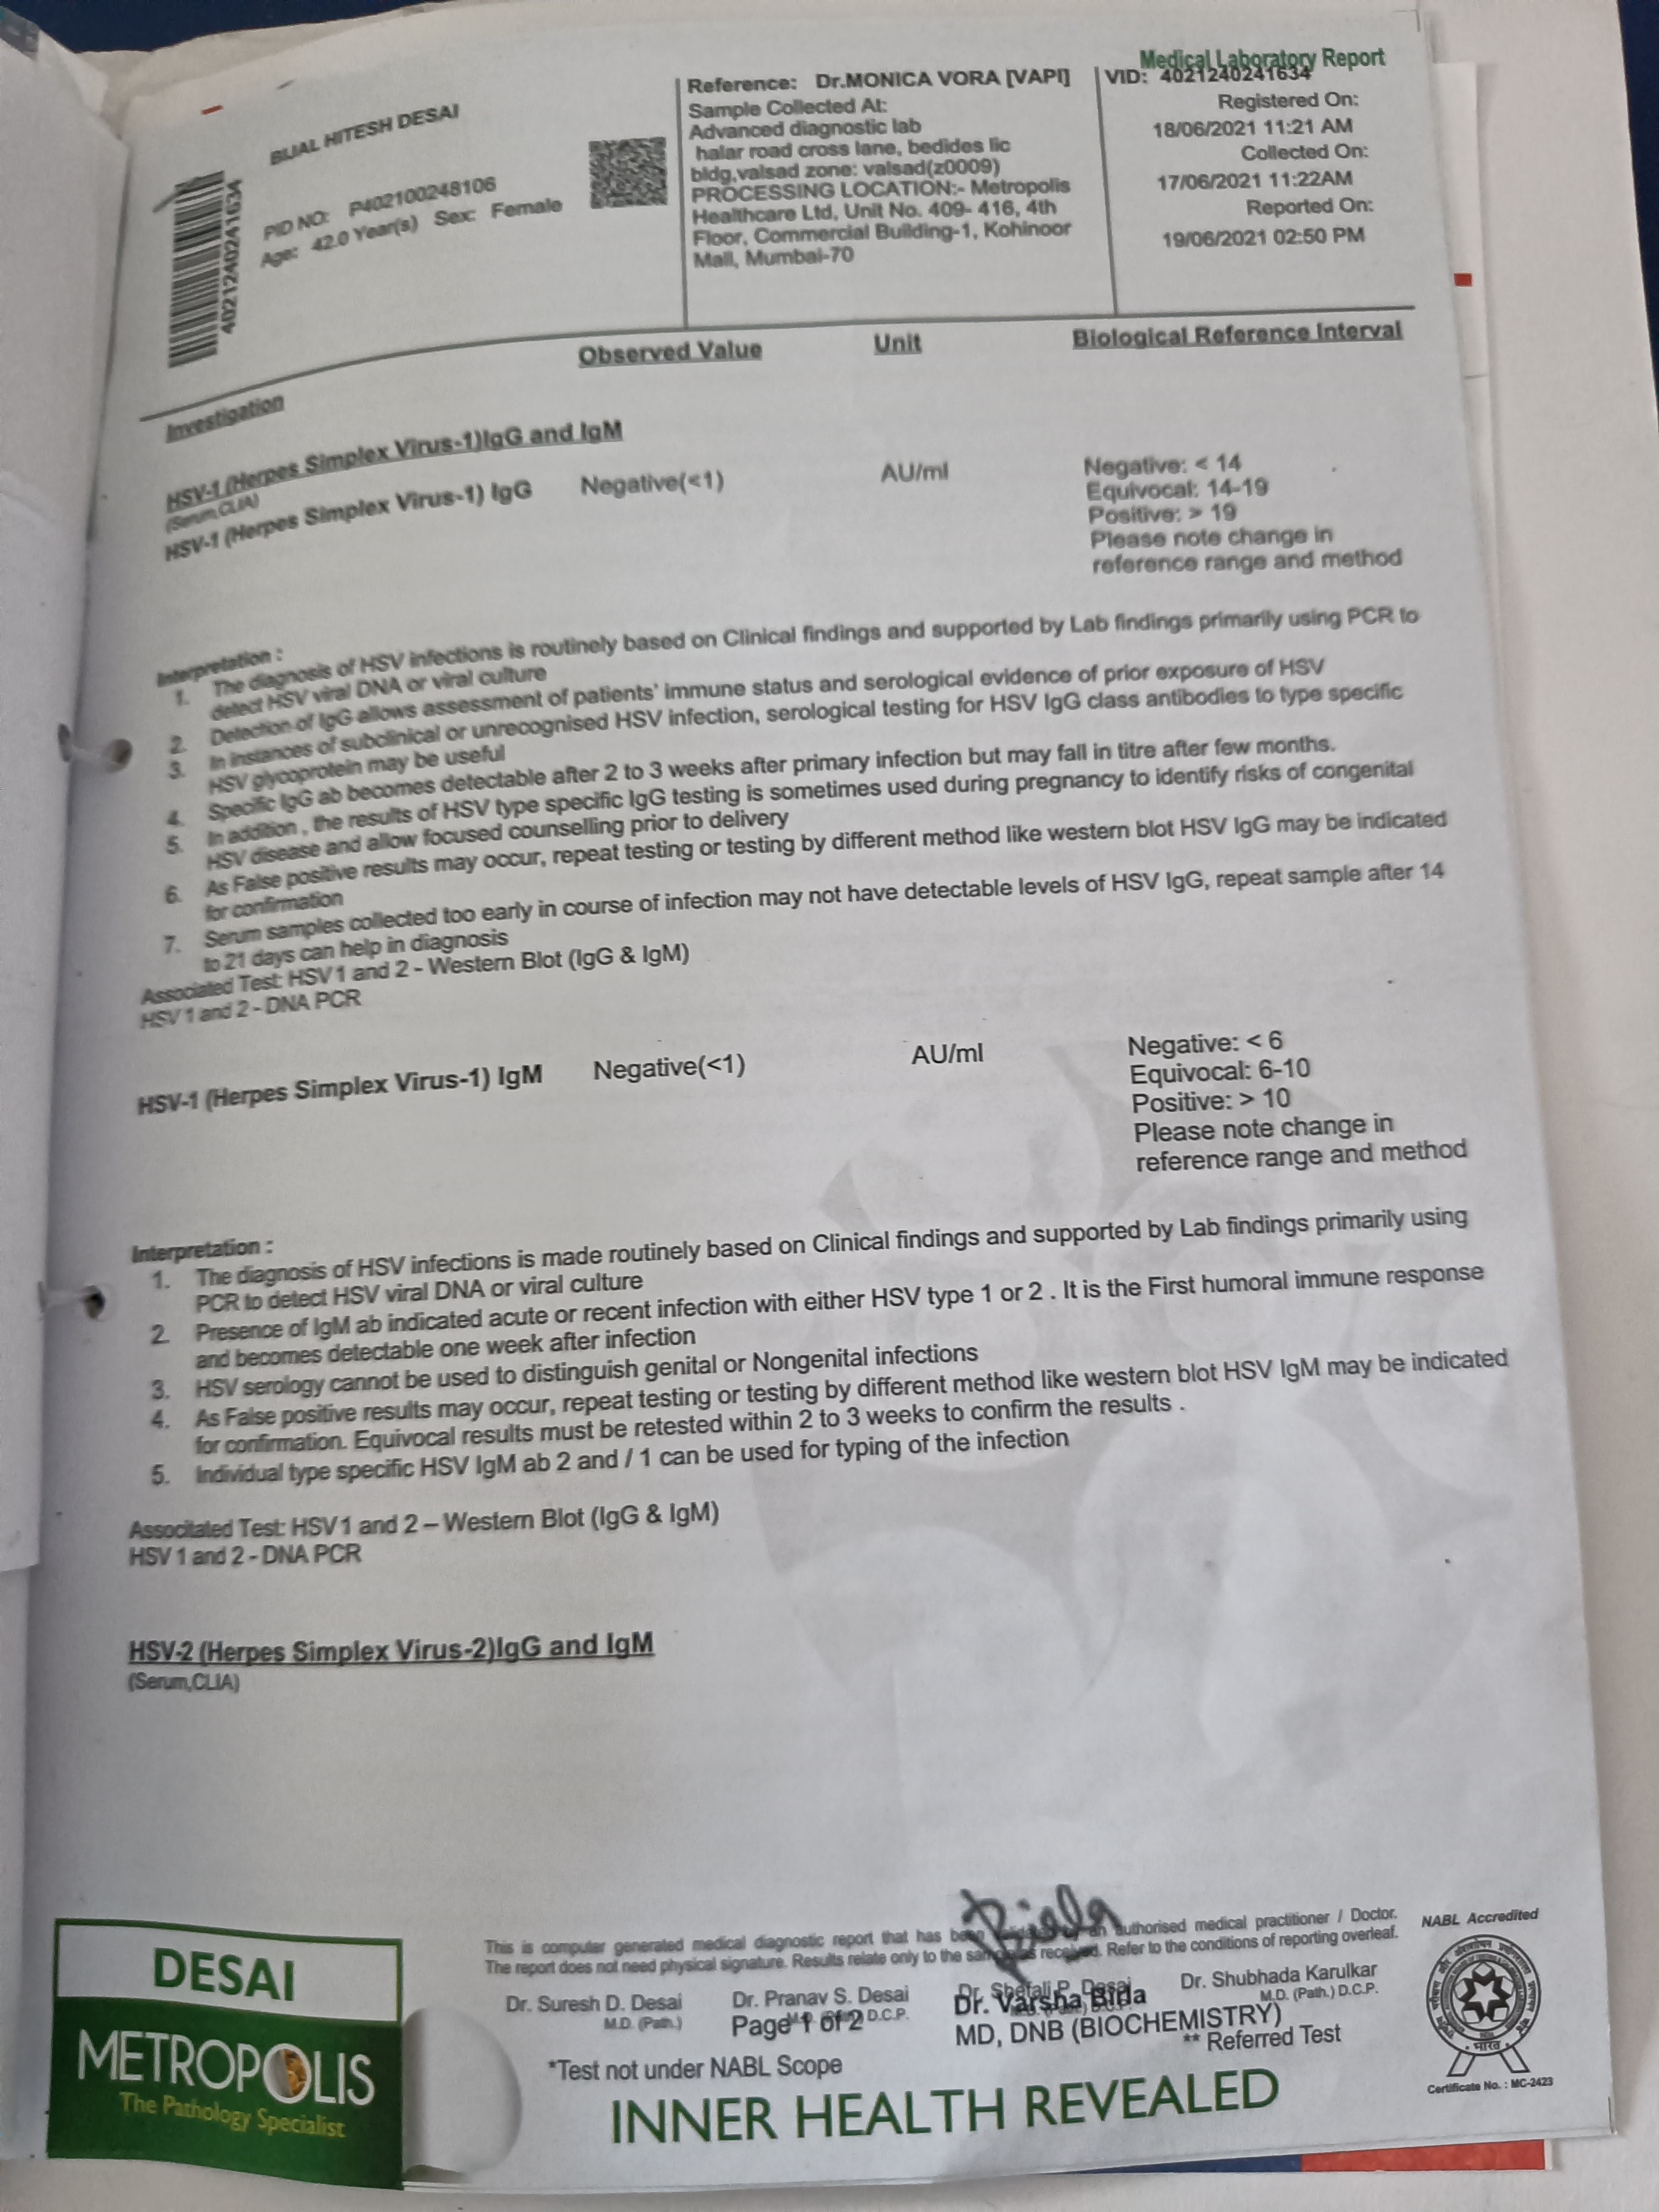 Medical Laboratory Report
BIJAL HITESH DESAI
PID NO: P402100248106
Age: 42.0 Year(s) Sex: Female
4021240241634
Reference: Dr.MONICA VORA [VAPI]
Sample Collected At:
Advanced diagnostic lab
halar road cross lane, bedides lic
bldg,valsad zone: valsad(z0009)
PROCESSING LOCATION:- Metropolis
Healthcare Ltd, Unit No. 409- 416, 4th
Floor, Commercial Building-1, Kohinoor
Mall, Mumbai-70
VID: 4021240241634
Registered On:
18/06/2021 11:21 AM
Collected On:
17/06/2021 11:22AM
Reported On:
19/06/2021 02:50 PM
Investigation Observed Value Unit Biological Reference Interval
HSV-1 (Herpes Simplex Virus-1)IgG and IgM
(Serum,CLIA)
HSV-1 (Herpes Simplex Virus-1) IgG Negative(<1) AU/ml Negative: < 14
Equivocal: 14-19
Positive: > 19
Please note change in
reference range and method
Interpretation :
1. The diagnosis of HSV infections is routinely based on Clinical findings and supported by Lab findings primarily using PCR to
detect HSV viral DNA or viral culture
2. Detection of IgG allows assessment of patients' immune status and serological evidence of prior exposure of HSV
3. In instances of subclinical or unrecognised HSV infection, serological testing for HSV IgG class antibodies to type specific
HSV glycoprotein may be useful
4. Specific IgG ab becomes detectable after 2 to 3 weeks after primary infection but may fall in titre after few months.
5. In addition , the results of HSV type specific IgG testing is sometimes used during pregnancy to identify risks of congenital
HSV disease and allow focused counselling prior to delivery
6. As False positive results may occur, repeat testing or testing by different method like western blot HSV IgG may be indicated
for confirmation
7. Serum samples collected too early in course of infection may not have detectable levels of HSV IgG, repeat sample after 14
to 21 days can help in diagnosis
Associated Test: HSV 1 and 2 - Western Blot (IgG & IgM)
HSV 1 and 2 - DNA PCR
HSV-1 (Herpes Simplex Virus-1) IgM Negative(<1) AU/ml Negative: < 6
Equivocal: 6-10
Positive: > 10
Please note change in
reference range and method
Interpretation :
1. The diagnosis of HSV infections is made routinely based on Clinical findings and supported by Lab findings primarily using
PCR to detect HSV viral DNA or viral culture
2. Presence of IgM ab indicated acute or recent infection with either HSV type 1 or 2 . It is the First humoral immune response
and becomes detectable one week after infection
3. HSV serology cannot be used to distinguish genital or Nongenital infections
4. As False positive results may occur, repeat testing or testing by different method like western blot HSV IgM may be indicated
for confirmation. Equivocal results must be retested within 2 to 3 weeks to confirm the results .
5. Individual type specific HSV IgM ab 2 and / 1 can be used for typing of the infection
AssocItated Test: HSV 1 and 2 – Western Blot (IgG & IgM)
HSV 1 and 2 - DNA PCR
HSV-2 (Herpes Simplex Virus-2)IgG and IgM
(Serum,CLIA)
This is computer generated medical diagnostic report that has been an authorised medical practitioner / Doctor.
The report does not need physical signature. Results relate only to the samples received. Refer to the conditions of reporting overleaf.
Dr. Suresh D. Desai
M.D. (Path.)
Dr. Pranav S. Desai
D.C.P.
Dr. Shefali P. Desai
Dr. Shubhada Karulkar
M.D. (Path.) D.C.P.
Page 1 of 2
Dr. Varsha Birla
MD, DNB (BIOCHEMISTRY)
** Referred Test
*Test not under NABL Scope
INNER HEALTH REVEALED
DESAI
METROPOLIS
The Pathology Specialist
NABL Accredited
भारत
Certificate No. : MC-2423